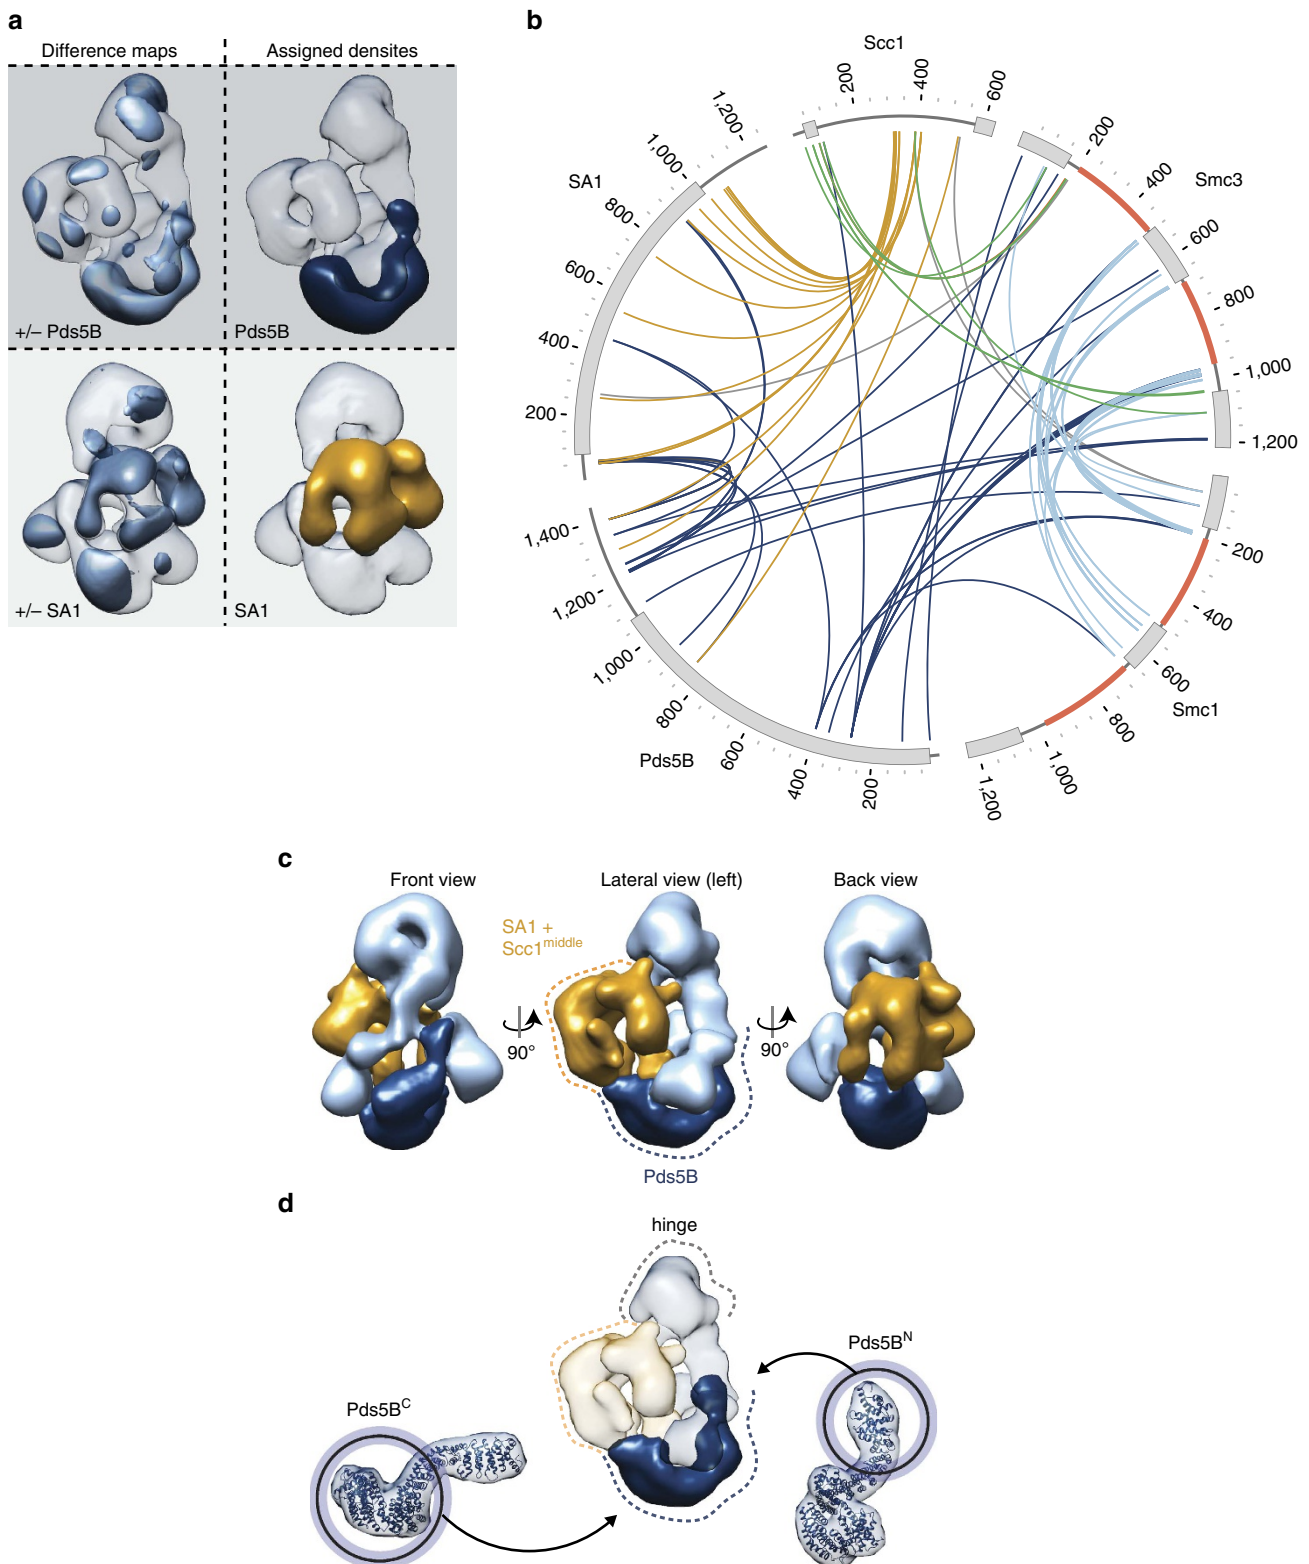 a
Difference maps
Assigned densites
+/– Pds5B
Pds5B
+/– SA1
SA1
b
Scc1
200
400
600
Smc3
200
400
600
800
1,000
1,200
Smc1
200
400
600
800
1,000
1,200
Pds5B
200
400
600
800
1,000
1,200
1,400
SA1
200
400
600
800
1,000
1,200
c
Front view
Lateral view (left)
Back view
SA1 +
Scc1middle
90°
90°
Pds5B
d
hinge
Pds5BN
Pds5BC